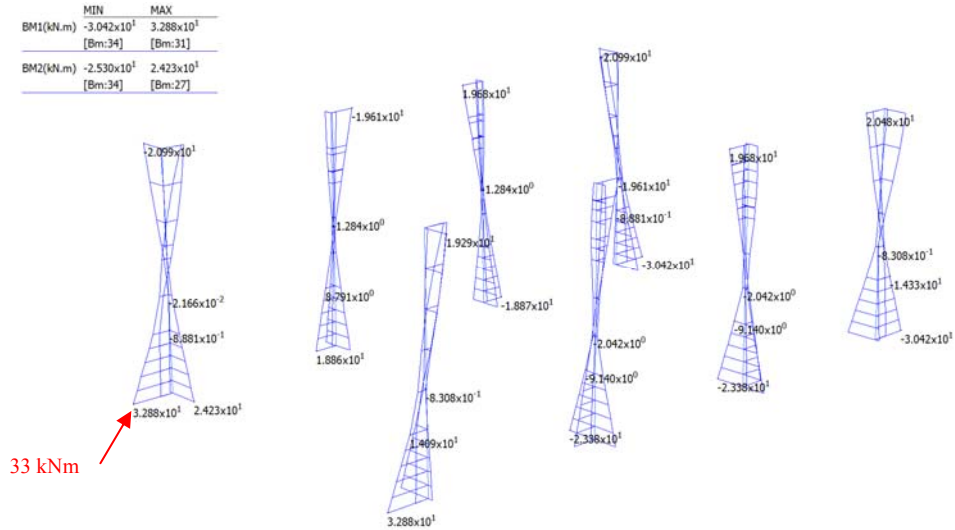 MIN MAX
BM1(kN.m) -3.042x10¹ 3.288x10¹
[Bm:34] [Bm:31]
BM2(kN.m) -2.530x10¹ 2.423x10¹
[Bm:34] [Bm:27]
-2.099x10¹
-2.166x10⁻²
-8.881x10⁻¹
3.288x10¹ 2.423x10¹
33 kNm
-1.961x10¹
1.284x10⁰
8.791x10⁰
1.886x10¹
1.968x10¹
1.284x10⁰
-1.887x10¹
1.929x10¹
-8.308x10⁻¹
1.409x10¹
3.288x10¹
-2.099x10¹
-1.961x10¹
-8.881x10⁻¹
-3.042x10¹
-2.042x10⁰
-9.140x10⁰
-2.338x10¹
1.968x10¹
-2.042x10⁰
-9.140x10⁰
-2.338x10¹
2.048x10¹
-8.308x10⁻¹
-1.433x10¹
-3.042x10¹